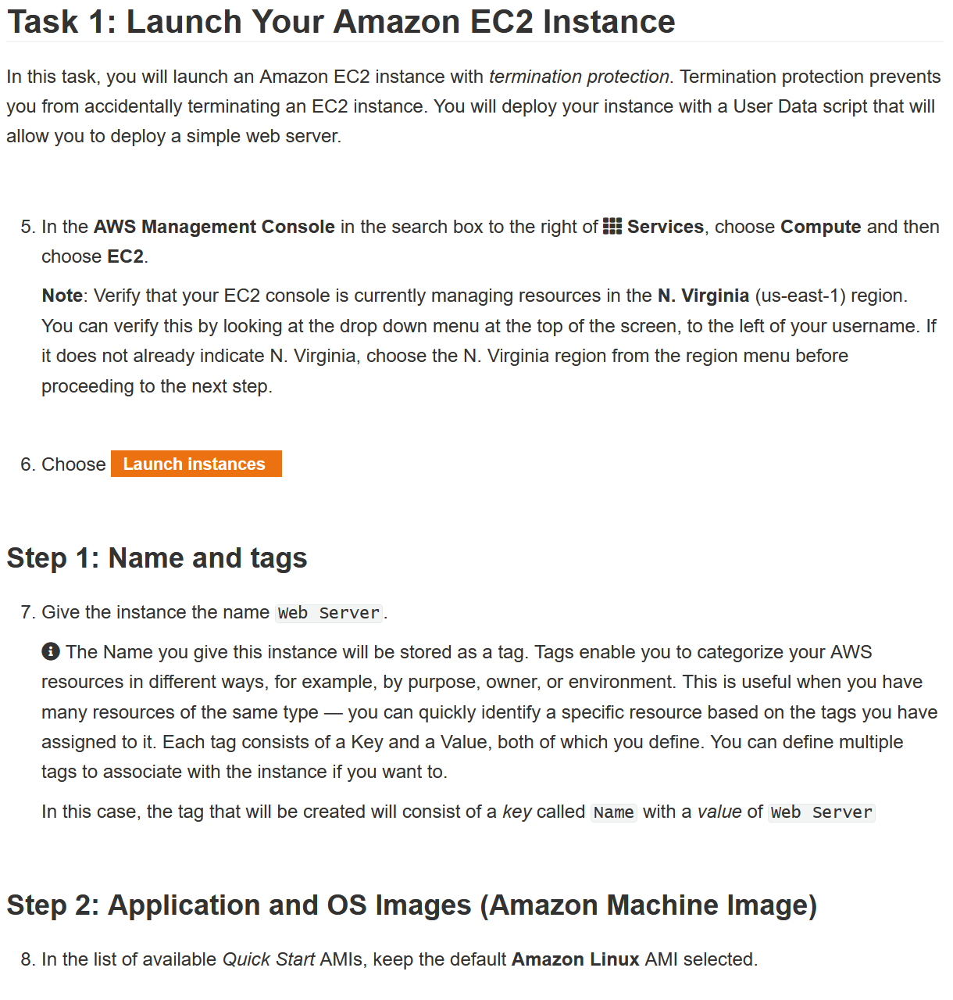 Task 1: Launch Your Amazon EC2 Instance
In this task, you will launch an Amazon EC2 instance with termination protection. Termination protection prevents
you from accidentally terminating an EC2 instance. You will deploy your instance with a User Data script that will
allow you to deploy a simple web server.
5. In the AWS Management Console in the search box to the right of Services, choose Compute and then
choose EC2.
Note: Verify that your EC2 console is currently managing resources in the N. Virginia (us-east-1) region.
You can verify this by looking at the drop down menu at the top of the screen, to the left of your username. If
it does not already indicate N. Virginia, choose the N. Virginia region from the region menu before
proceeding to the next step.
6. Choose Launch instances
Step 1: Name and tags
7. Give the instance the name Web Server.
The Name you give this instance will be stored as a tag. Tags enable you to categorize your AWS
resources in different ways, for example, by purpose, owner, or environment. This is useful when you have
many resources of the same type — you can quickly identify a specific resource based on the tags you have
assigned to it. Each tag consists of a Key and a Value, both of which you define. You can define multiple
tags to associate with the instance if you want to.
In this case, the tag that will be created will consist of a key called Name with a value of Web Server
Step 2: Application and OS Images (Amazon Machine Image)
8. In the list of available Quick Start AMIs, keep the default Amazon Linux AMI selected.